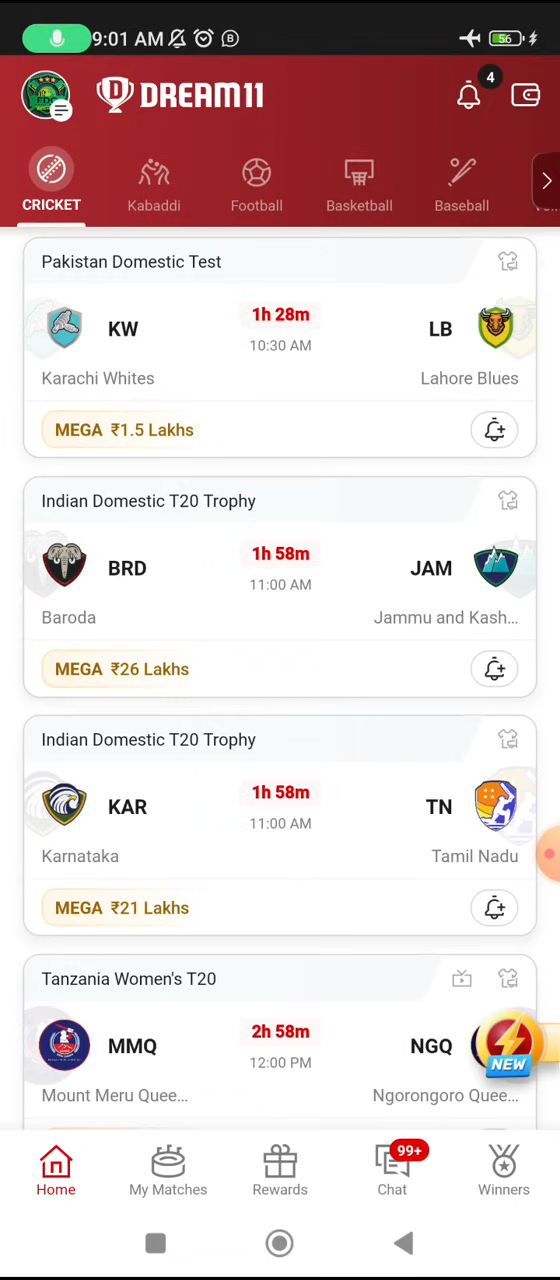 9:01 AM
56
DREAM11
4
CRICKET
Kabaddi
Football
Basketball
Baseball
Pakistan Domestic Test
KW
1h 28m
10:30 AM
LB
Karachi Whites
Lahore Blues
MEGA ₹1.5 Lakhs
Indian Domestic T20 Trophy
BRD
1h 58m
11:00 AM
JAM
Baroda
Jammu and Kash...
MEGA ₹26 Lakhs
Indian Domestic T20 Trophy
KAR
1h 58m
11:00 AM
TN
Karnataka
Tamil Nadu
MEGA ₹21 Lakhs
Tanzania Women's T20
MMQ
2h 58m
12:00 PM
NGQ
NEW
Mount Meru Quee...
Ngorongoro Quee...
99+
Home
My Matches
Rewards
Chat
Winners